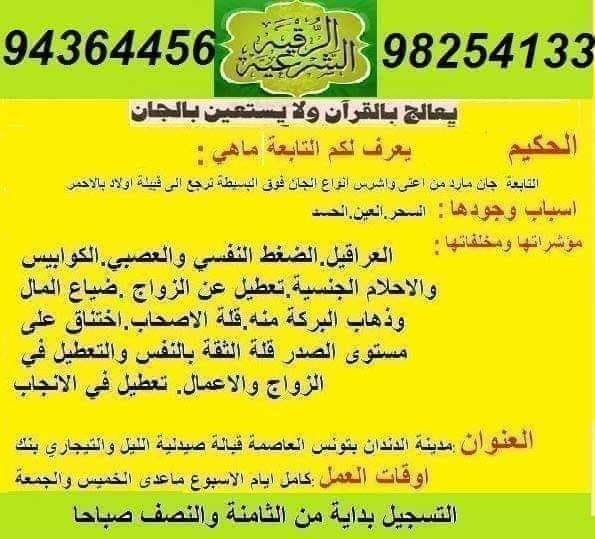 94364456
الرقية الشرعية
98254133
يعالج بالقرآن ولا يستعين بالجان
الحكيم يعرف لكم التابعة ماهي :
التابعة جان مارد من اعتى واشرس انواع الجان فوق البسيطة ترجع الى قبيلة اولاد بالاحمر
اسباب وجودها : السحر.العين.الحسد
مؤشراتها ومخلفاتها :
العراقيل.الضغط النفسي والعصبي.الكوابيس
والاحلام الجنسية.تعطيل عن الزواج .ضياع المال
وذهاب البركة منه.قلة الاصحاب.اختناق على
مستوى الصدر قلة الثقة بالنفس والتعطيل في
الزواج والاعمال. تعطيل في الانجاب
العنوان :مدينة الدندان بتونس العاصمة قبالة صيدلية الليل والتيجاري بنك
اوقات العمل :كامل ايام الاسبوع ماعدى الخميس والجمعة
التسجيل بداية من الثامنة والنصف صباحا